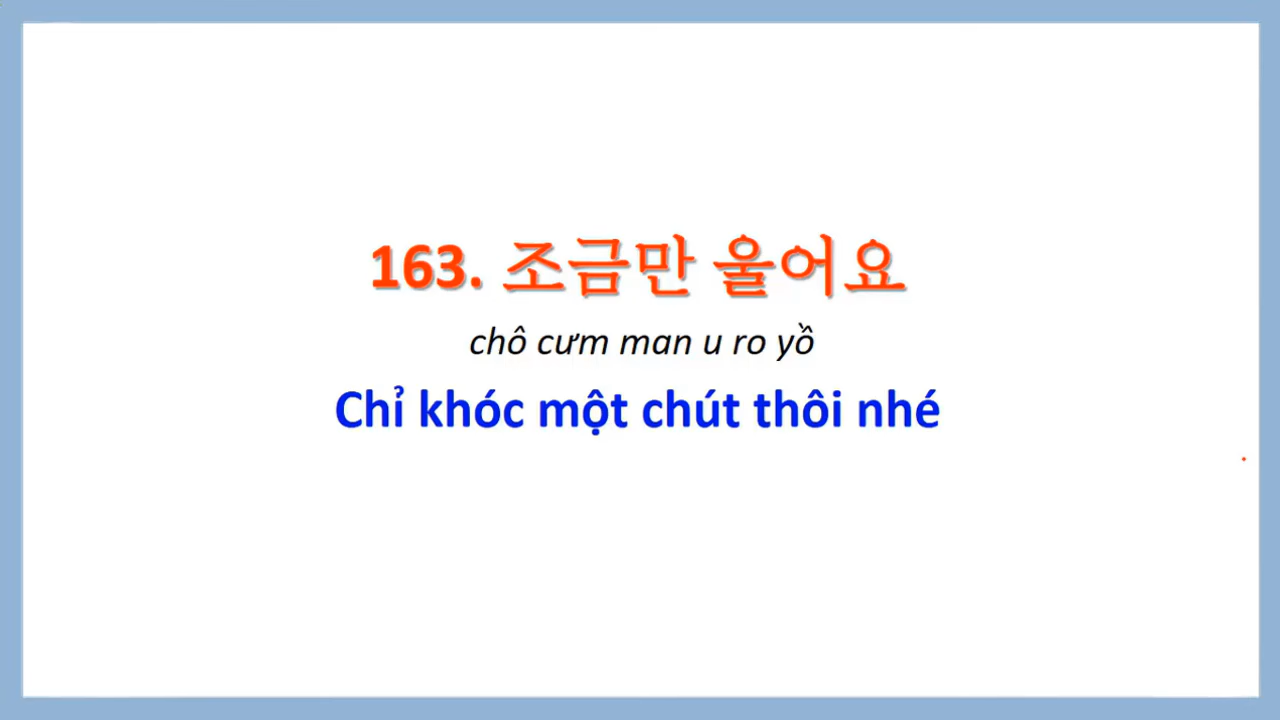 163. 조금만 울어요
chô cưm man u ro yồ
Chỉ khóc một chút thôi nhé